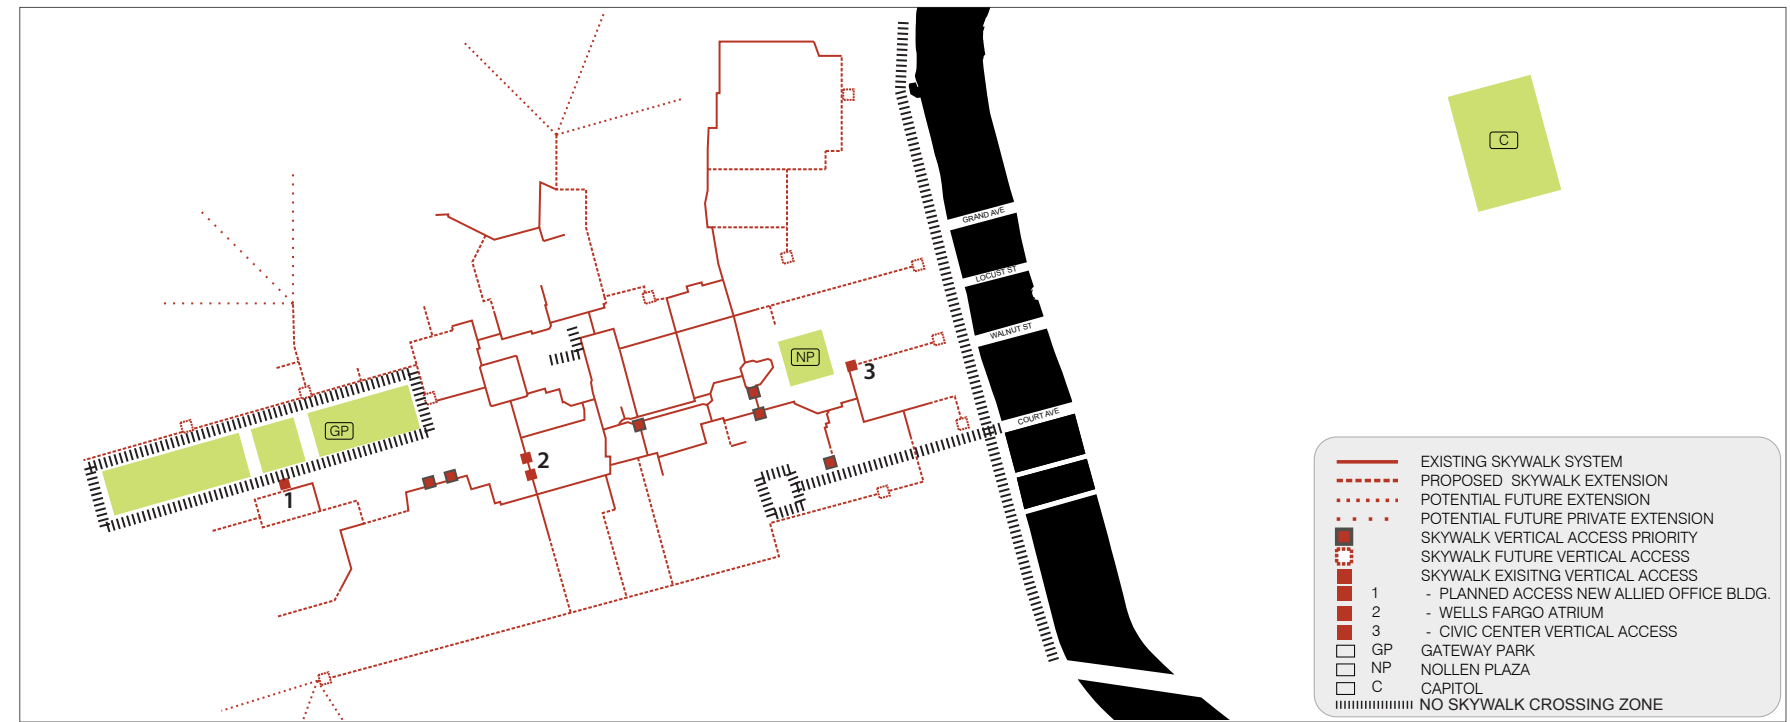 C
GRAND AVE
LOCUST ST
WALNUT ST
NP
3
COURT AVE
GP
2
1
EXISTING SKYWALK SYSTEM
PROPOSED SKYWALK EXTENSION
POTENTIAL FUTURE EXTENSION
POTENTIAL FUTURE PRIVATE EXTENSION
SKYWALK VERTICAL ACCESS PRIORITY
SKYWALK FUTURE VERTICAL ACCESS
SKYWALK EXISITNG VERTICAL ACCESS
1 - PLANNED ACCESS NEW ALLIED OFFICE BLDG.
2 - WELLS FARGO ATRIUM
3 - CIVIC CENTER VERTICAL ACCESS
GP GATEWAY PARK
NP NOLLEN PLAZA
C CAPITOL
NO SKYWALK CROSSING ZONE